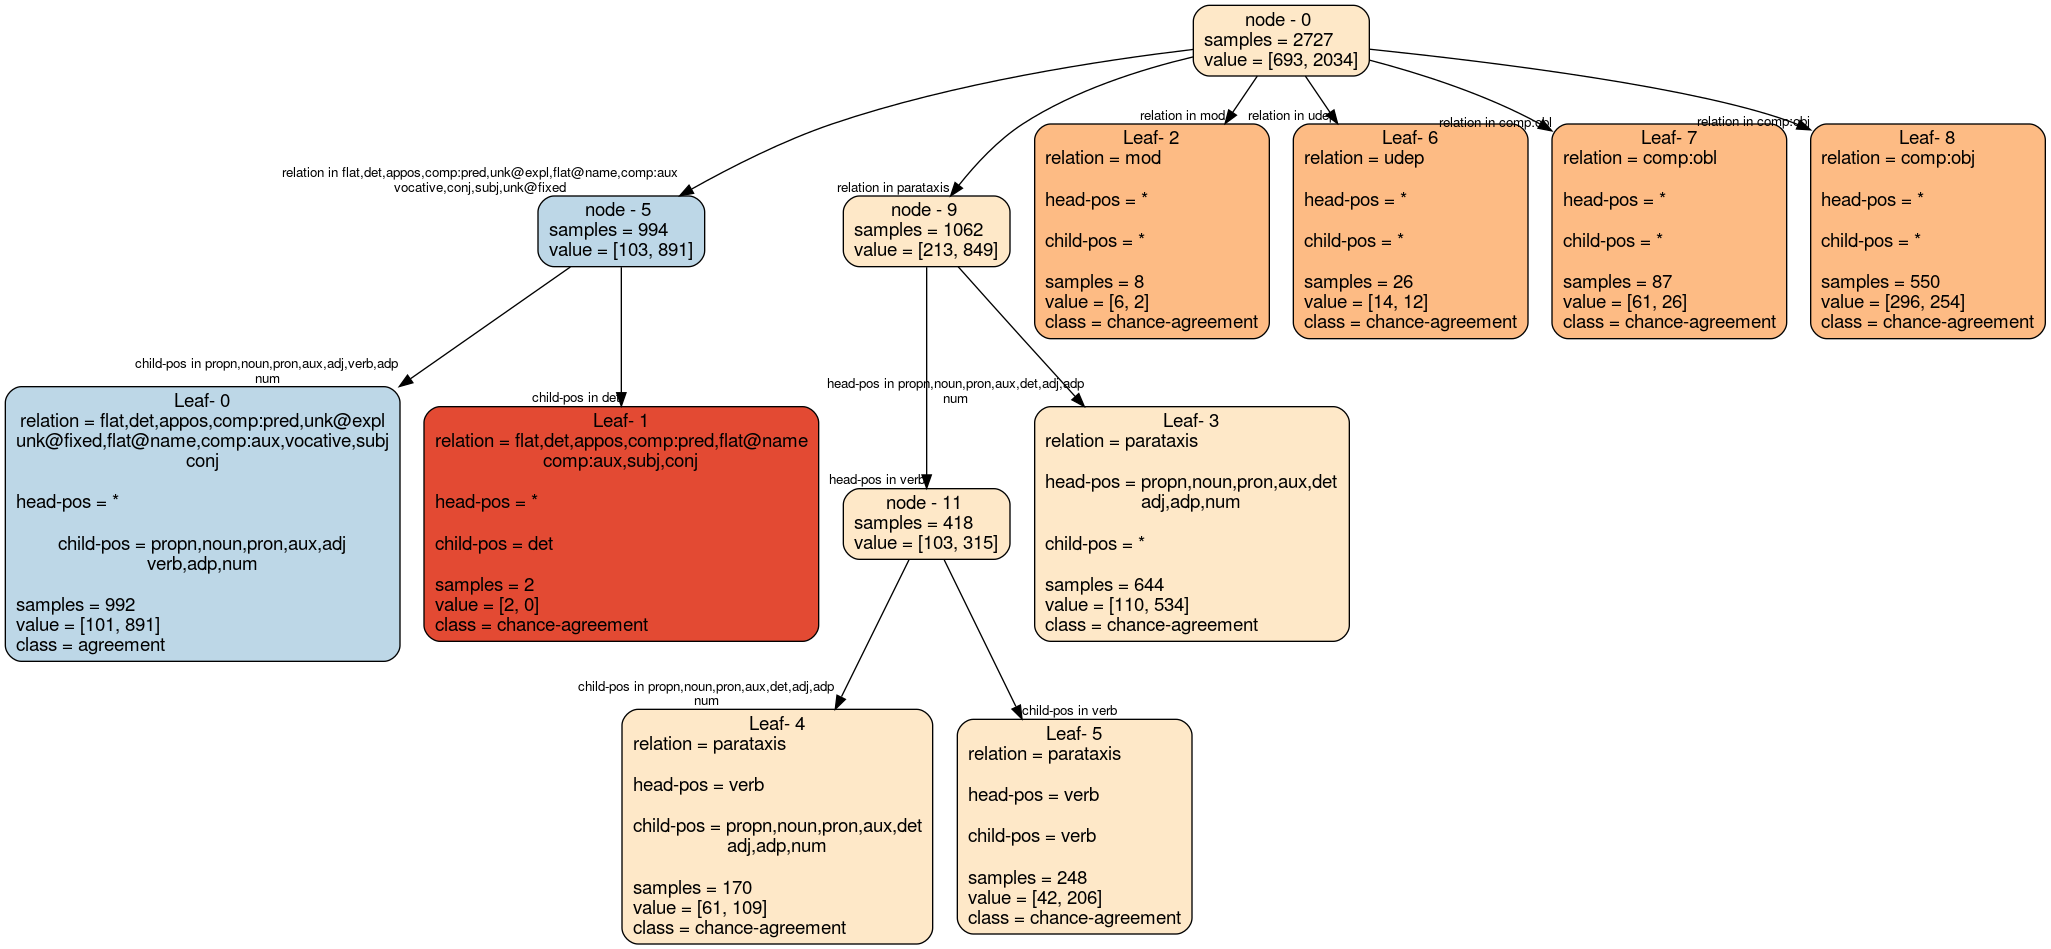 node - 0
samples = 2727
value = [693, 2034]
relation in flat,det,appos,comp:pred,unk@expl,flat@name,comp:aux
vocative,conj,subj,unk@fixed
node - 5
samples = 994
value = [103, 891]
relation in parataxis
node - 9
samples = 1062
value = [213, 849]
relation in mod
Leaf- 2
relation = mod
head-pos = *
child-pos = *
samples = 8
value = [6, 2]
class = chance-agreement
relation in udep
Leaf- 6
relation = udep
head-pos = *
child-pos = *
samples = 26
value = [14, 12]
class = chance-agreement
relation in comp:obl
Leaf- 7
relation = comp:obl
head-pos = *
child-pos = *
samples = 87
value = [61, 26]
class = chance-agreement
relation in comp:obj
Leaf- 8
relation = comp:obj
head-pos = *
child-pos = *
samples = 550
value = [296, 254]
class = chance-agreement
child-pos in propn,noun,pron,aux,adj,verb,adp
num
Leaf- 0
relation = flat,det,appos,comp:pred,unk@expl
unk@fixed,flat@name,comp:aux,vocative,subj
conj
head-pos = *
child-pos = propn,noun,pron,aux,adj
verb,adp,num
samples = 992
value = [101, 891]
class = agreement
child-pos in det
Leaf- 1
relation = flat,det,appos,comp:pred,flat@name
comp:aux,subj,conj
head-pos = *
child-pos = det
samples = 2
value = [2, 0]
class = chance-agreement
head-pos in verb
node - 11
samples = 418
value = [103, 315]
head-pos in propn,noun,pron,aux,det,adj,adp
num
Leaf- 3
relation = parataxis
head-pos = propn,noun,pron,aux,det
adj,adp,num
child-pos = *
samples = 644
value = [110, 534]
class = chance-agreement
child-pos in propn,noun,pron,aux,det,adj,adp
num
Leaf- 4
relation = parataxis
head-pos = verb
child-pos = propn,noun,pron,aux,det
adj,adp,num
samples = 170
value = [61, 109]
class = chance-agreement
child-pos in verb
Leaf- 5
relation = parataxis
head-pos = verb
child-pos = verb
samples = 248
value = [42, 206]
class = chance-agreement